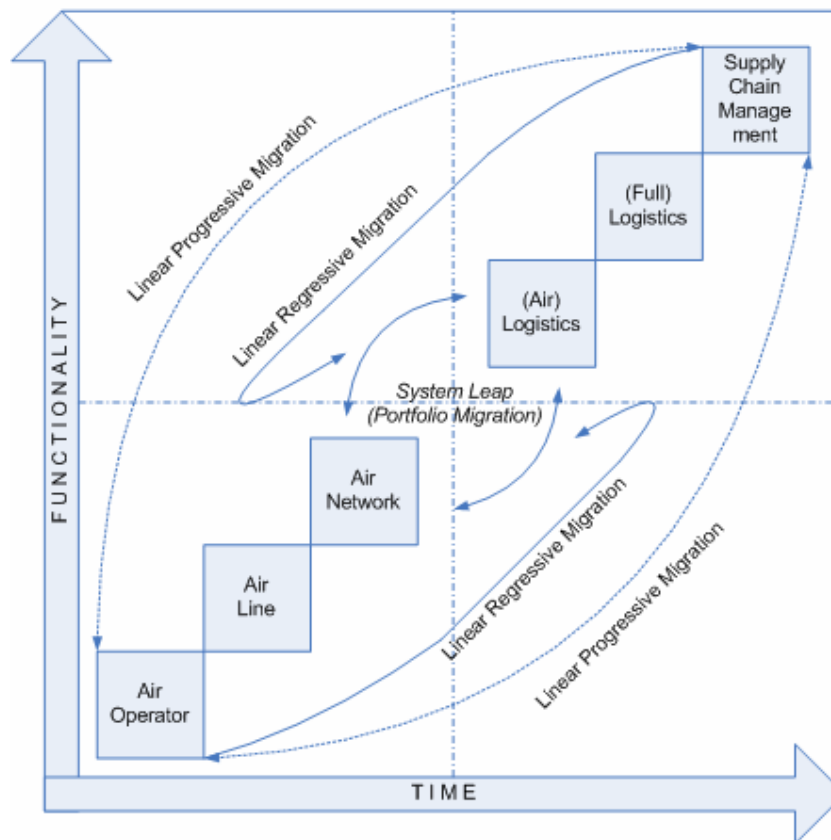 Supply
Chain
Manage
ment
Linear Progressive Migration
(Full)
Logistics
Linear Regressive Migration
(Air)
Logistics
FUNCTIONALITY
System Leap
(Portfolio Migration)
Air
Network
Linear Regressive Migration
Air
Line
Linear Progressive Migration
Air
Operator
TIME